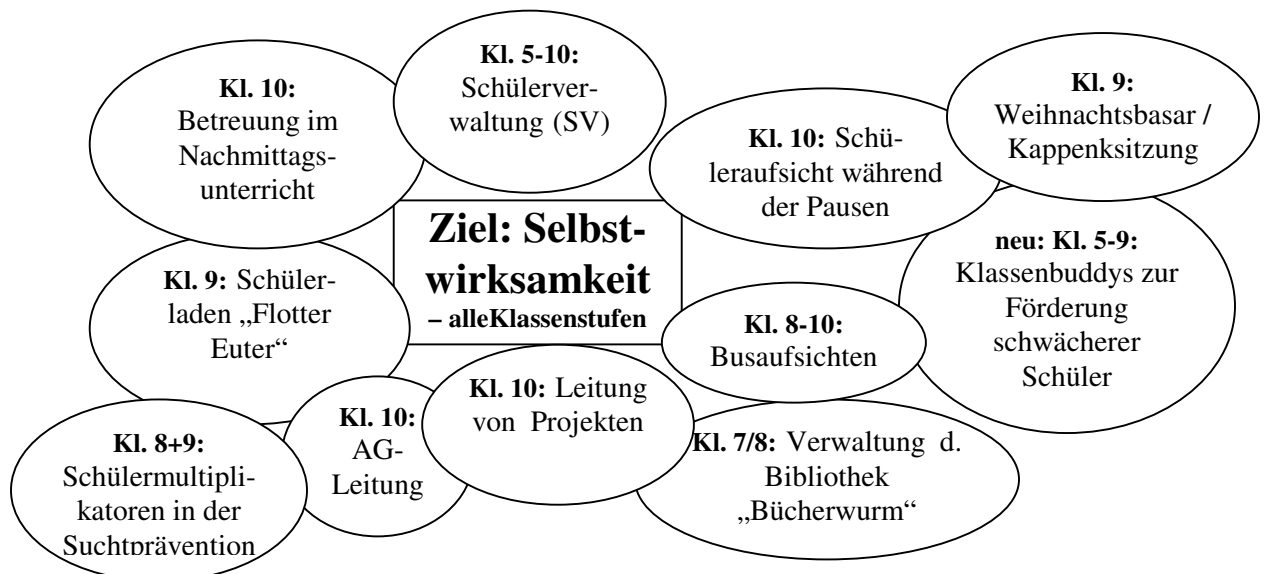 Kl. 10:
Betreuung im
Nachmittags-
unterricht
Kl. 5-10:
Schülerver-
waltung (SV)
Kl. 10: Schü-
leraufsicht während
der Pausen
Kl. 9:
Weihnachtsbasar /
Kappenksitzung
Ziel: Selbst-
wirksamkeit
– alleKlassenstufen
neu: Kl. 5-9:
Klassenbuddys zur
Förderung
schwächerer
Schüler
Kl. 9: Schüler-
laden „Flotter
Euter“
Kl. 8-10:
Busaufsichten
Kl. 8+9:
Schülermultipli-
katoren in der
Suchtprävention
Kl. 10:
AG-
Leitung
Kl. 10: Leitung
von Projekten
Kl. 7/8: Verwaltung d.
Bibliothek
„Bücherwurm“